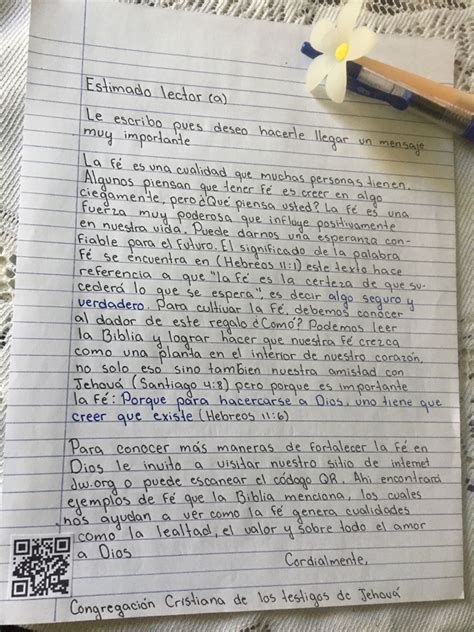 Estimado lector (a)
Le escribo pues deseo hacerle llegar un mensaje
muy importante
La fé es una cualidad que muchas personas tienen.
Algunos piensan que tener fé es creer en algo
ciegamente, pero ¿Qué piensa usted? La fé es una
fuerza muy poderosa que influye positivamente
en nuestra vida. Puede darnos una esperanza con-
fiable para el futuro. El significado de la palabra
fé se encuentra en (Hebreos 11:1) este texto hace
referencia a que "la fé es la certeza de que su-
cederá lo que se espera", es decir algo seguro y
verdadero. Para cultivar la fé, debemos conocer
al dador de este regalo ¿Como? Podemos leer
la Biblia y lograr hacer que nuestra fé crezca
como una planta en el interior de nuestro corazón,
no solo eso sino tambien nuestra amistad con
Jehová (Santiago 4:8) pero porque es importante
la fé: Porque para hacercarse a Dios, uno tiene que
creer que existe (Hebreos 11:6)
Para conocer más maneras de fortalecer la fé en
Dios le invito a visitar nuestro sitio de internet
Jw.org o puede escanear el código QR. Ahi encontrará
ejemplos de fé que la Biblia menciona, los cuales
nos ayudan a ver como la fé genera cualidades
como la lealtad, el valor y sobre todo el amor
a Dios
Cordialmente,
Congregación Cristiana de los testigos de Jehová